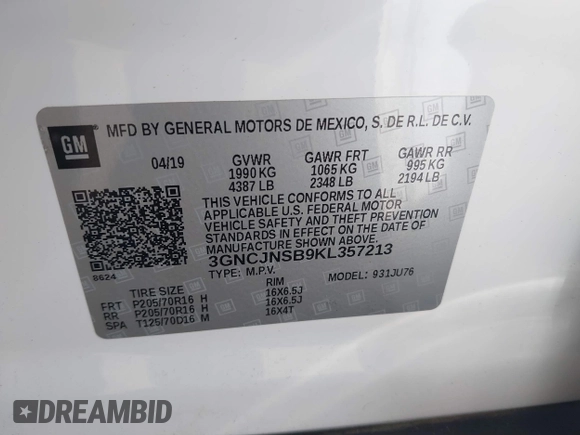 GM
MFD BY GENERAL MOTORS DE MEXICO, S. DE R.L. DE C.V.
04/19 GVWR GAWR FRT GAWR RR
1990 KG 1065 KG 995 KG
4387 LB 2348 LB 2194 LB
THIS VEHICLE CONFORMS TO ALL
APPLICABLE U.S. FEDERAL MOTOR
VEHICLE SAFETY AND THEFT PREVENTION
STANDARDS IN EFFECT ON THE DATE OF
MANUFACTURE SHOWN ABOVE.
8624 3GNCJNSB9KL357213
TYPE: M.P.V. MODEL: 931JU76
TIRE SIZE RIM
FRT P205/70R16 H 16X6.5J
RR P205/70R16 H 16X6.5J
SPA T125/70D16 M 16X4T
DREAMBID